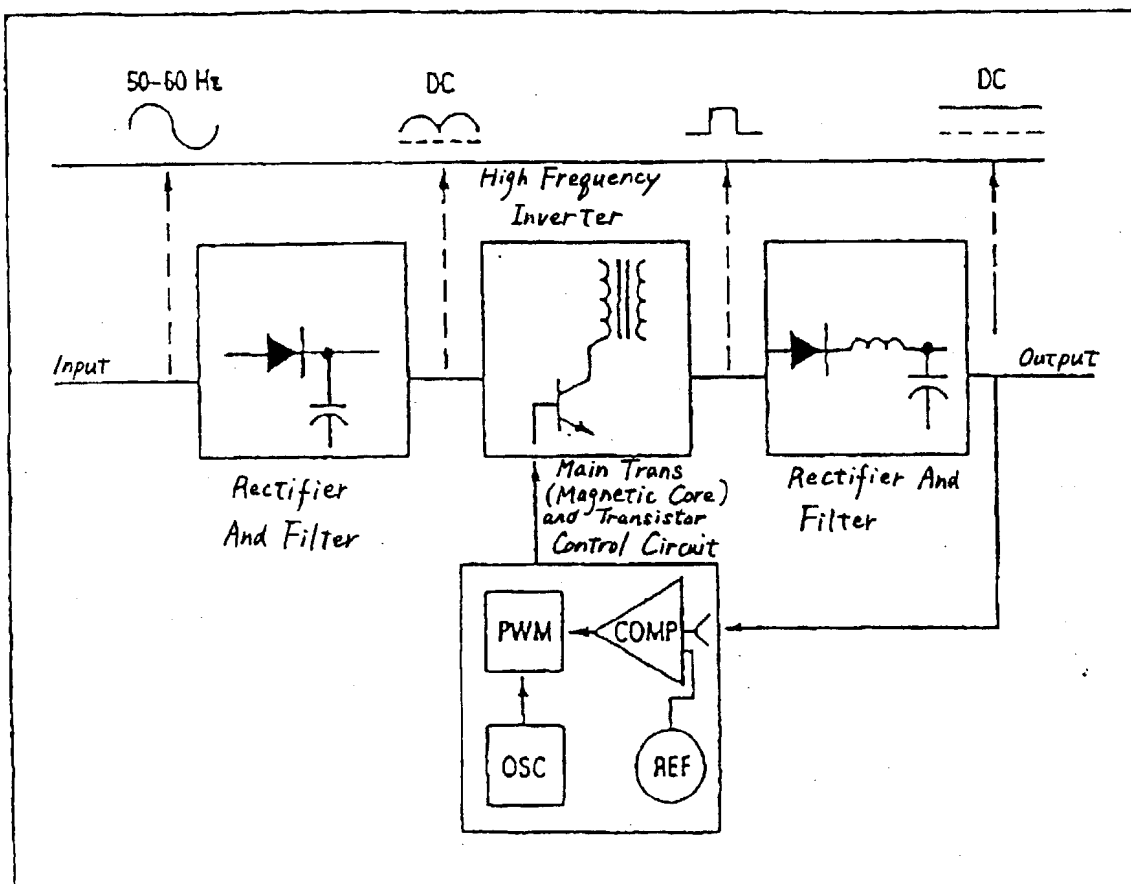 50-60 Hz
DC
DC
High Frequency
Inverter
Input
Output
Rectifier
And Filter
Main Trans
(Magnetic Core)
and Transistor
Control Circuit
Rectifier And
Filter
PWM
COMP
OSC
REF